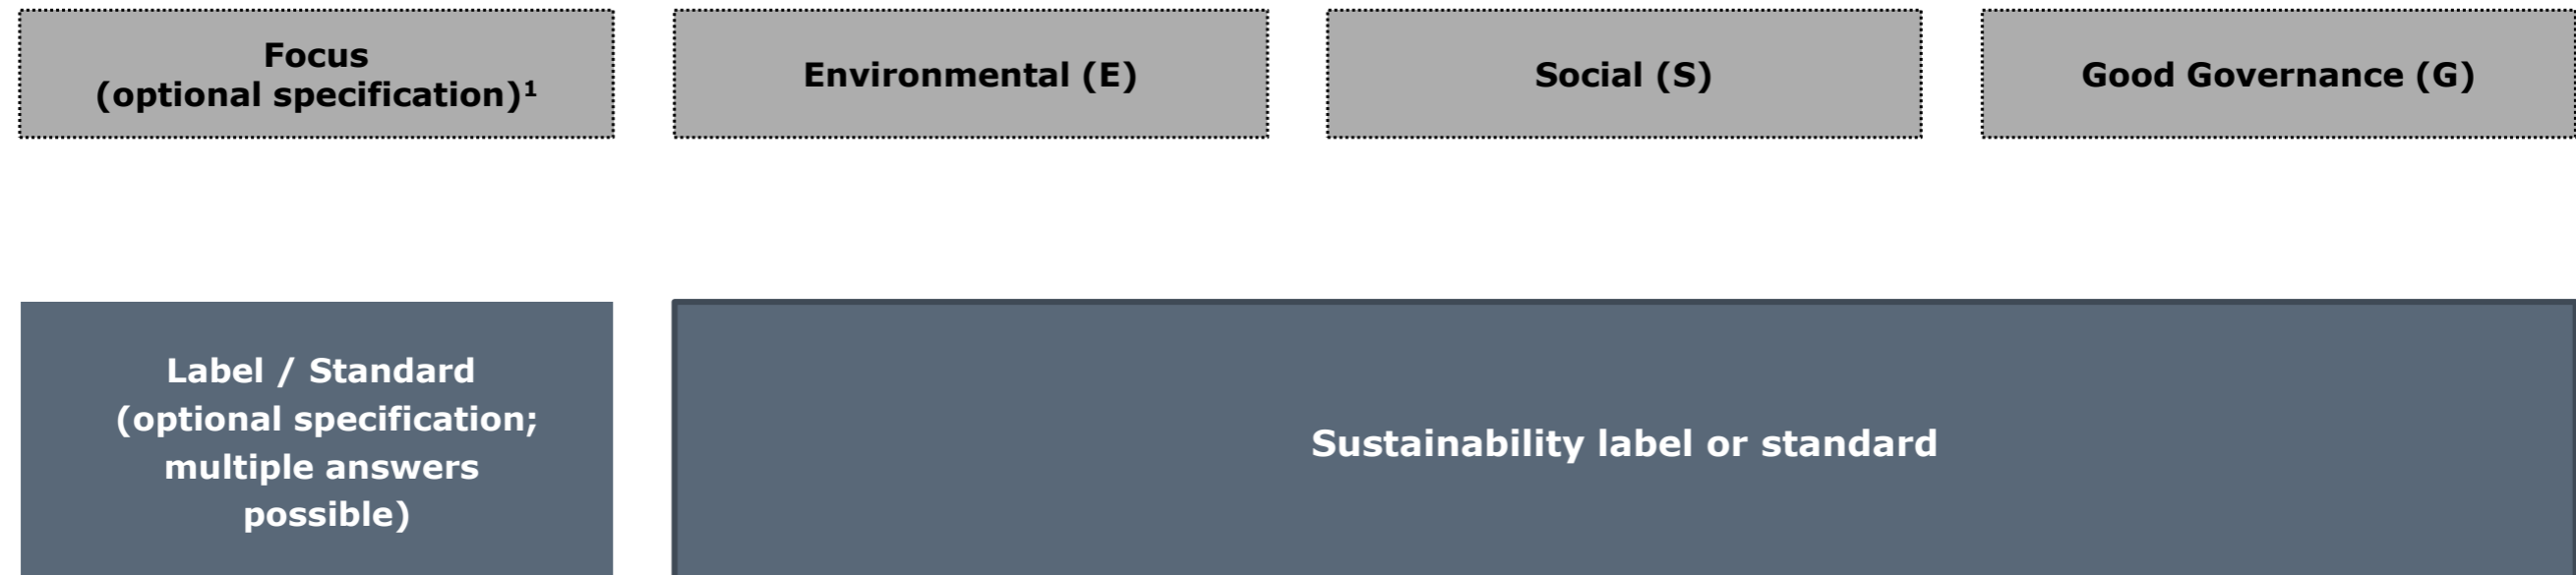 Focus
(optional specification)¹
Environmental (E)
Social (S)
Good Governance (G)
Label / Standard
(optional specification;
multiple answers
possible)
Sustainability label or standard